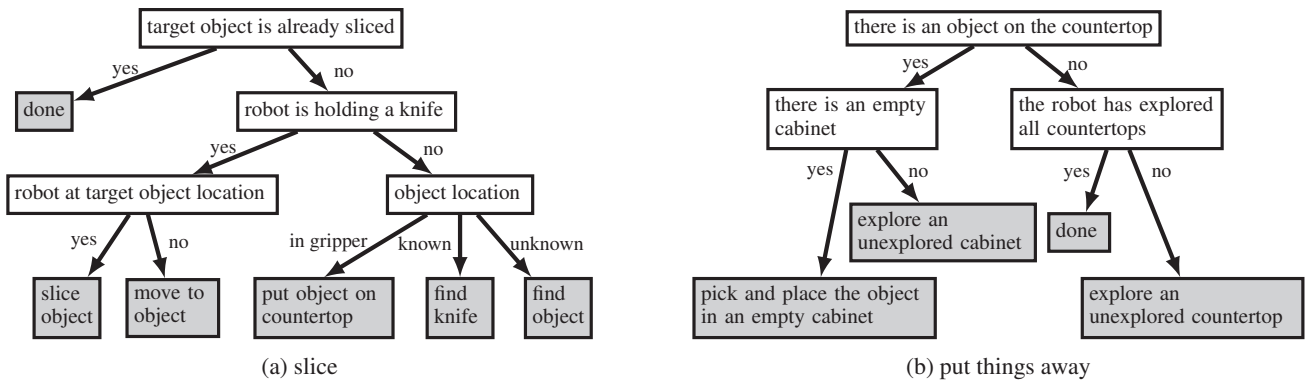 target object is already sliced
yes
no
done
robot is holding a knife
yes
no
robot at target object location
object location
yes
no
in gripper
known
unknown
slice
object
move to
object
put object on
countertop
find
knife
find
object
(a) slice
there is an object on the countertop
yes
no
there is an empty
cabinet
the robot has explored
all countertops
yes
no
yes
no
explore an
unexplored cabinet
done
pick and place the object
in an empty cabinet
explore an
unexplored countertop
(b) put things away